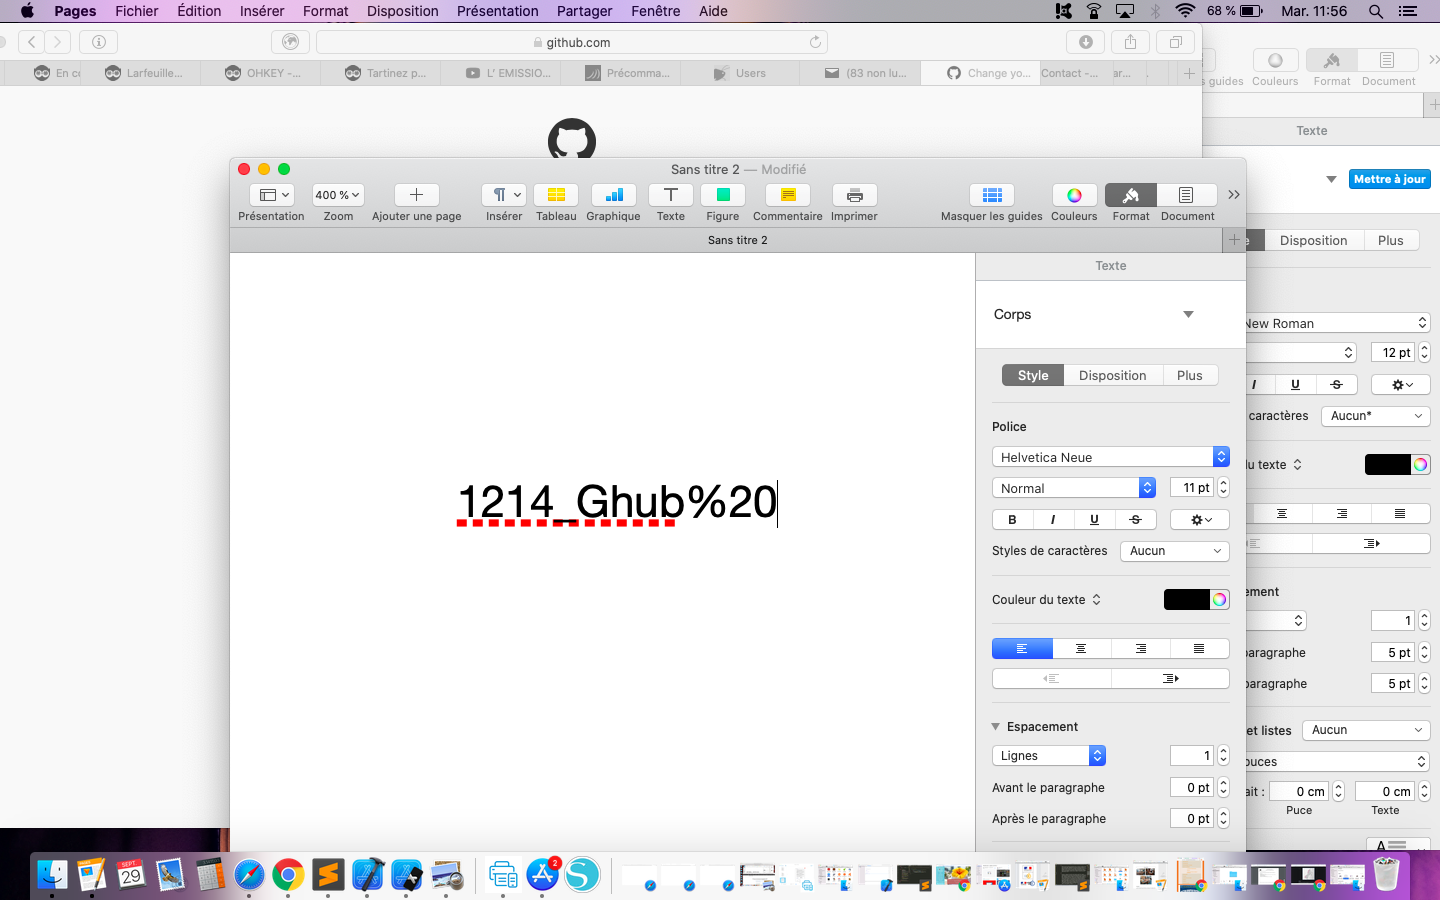 Pages Fichier Édition Insérer Format Disposition Présentation Partager Fenêtre Aide 68 % Mar. 11:56
github.com
Larfeuille... OHKEY -... Tartinez p... L' EMISSIO... Précomma... Users (83 non lu... Change yo... Contact -... ar...
s guides Couleurs Format Document
Texte
Mettre à jour
Sans titre 2 — Modifié
400 %
Présentation Zoom Ajouter une page Insérer Tableau Graphique Texte Figure Commentaire Imprimer Masquer les guides Couleurs Format Document
Sans titre 2
Disposition Plus
Texte
Corps
New Roman
12 pt
Style Disposition Plus
I U S
caractères Aucun*
Police
Helvetica Neue
du texte
Normal 11 pt
1214_Ghub%20
B I U S
Styles de caractères Aucun
Couleur du texte
1
paragraphe 5 pt
paragraphe 5 pt
et listes Aucun
Espacement
Lignes 1
Avant le paragraphe 0 pt
0 cm 0 cm
Puce Texte
Après le paragraphe 0 pt
A
SEPT.
29
2